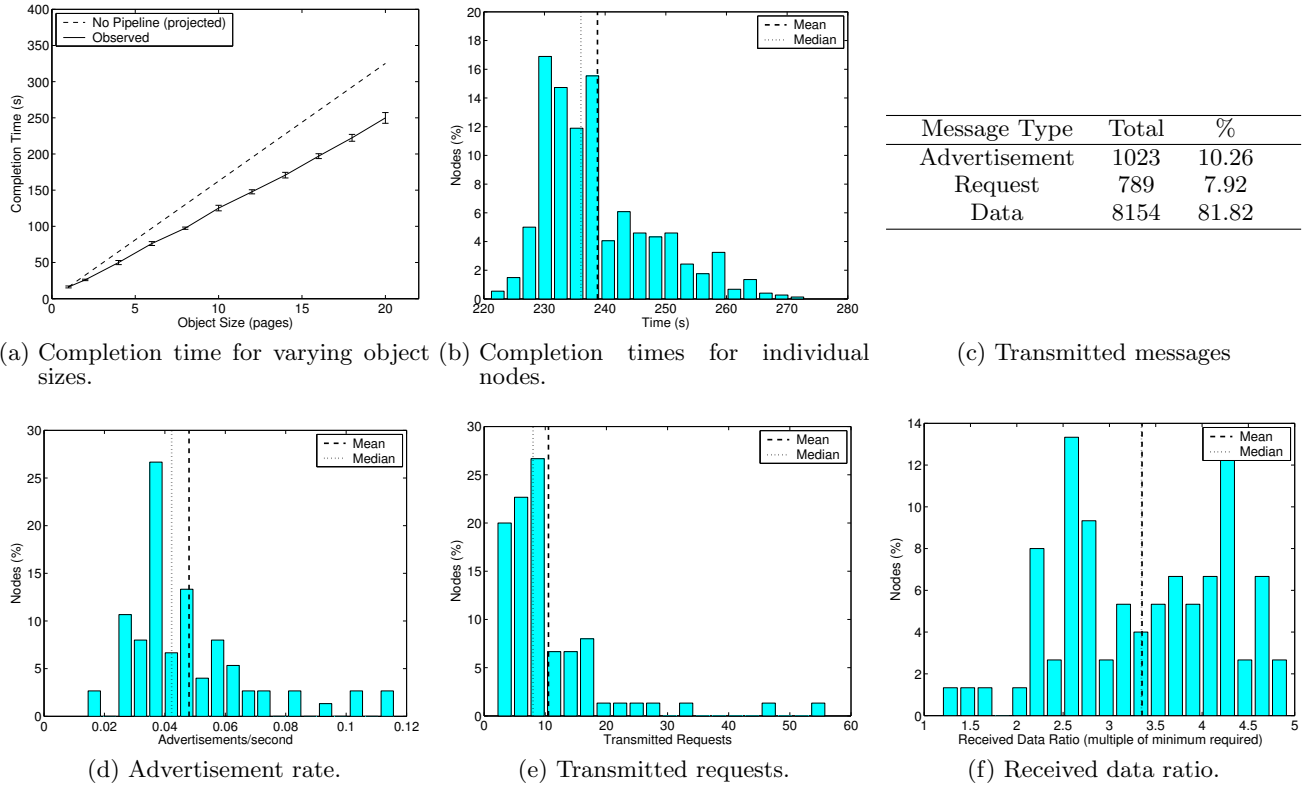 400
350
300
250
200
150
100
50
0
Completion Time (s)
No Pipeline (projected)
Observed
0 5 10 15 20
Object Size (pages)
(a) Completion time for varying object
sizes.
20
18
16
14
12
10
8
6
4
2
0
Nodes (%)
Mean
Median
220 230 240 250 260 270 280
Time (s)
(b) Completion times for individual
nodes.
Message Type Total %
Advertisement 1023 10.26
Request 789 7.92
Data 8154 81.82
(c) Transmitted messages
30
25
20
15
10
5
0
Nodes (%)
Mean
Median
0 0.02 0.04 0.06 0.08 0.1 0.12
Advertisements/second
(d) Advertisement rate.
30
25
20
15
10
5
0
Nodes (%)
Mean
Median
0 10 20 30 40 50 60
Transmitted Requests
(e) Transmitted requests.
14
12
10
8
6
4
2
0
Nodes (%)
Mean
Median
1 1.5 2 2.5 3 3.5 4 4.5 5
Received Data Ratio (multiple of minimum required)
(f) Received data ratio.